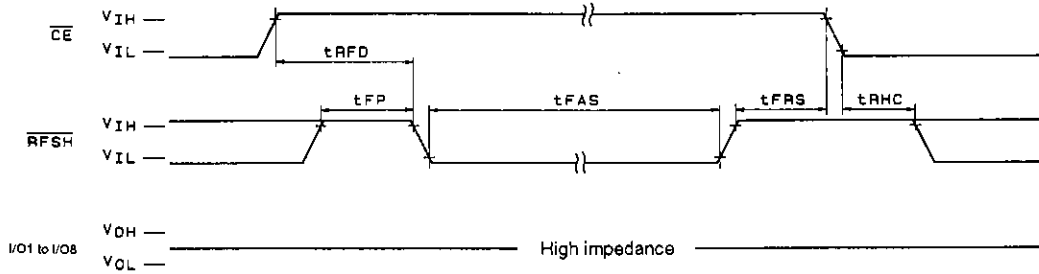 CE
VIH
VIL
tRFD
tFP
tFAS
tFRS
tRHC
RFSH
VIH
VIL
I/O1 to I/O8
VOH
VOL
High impedance